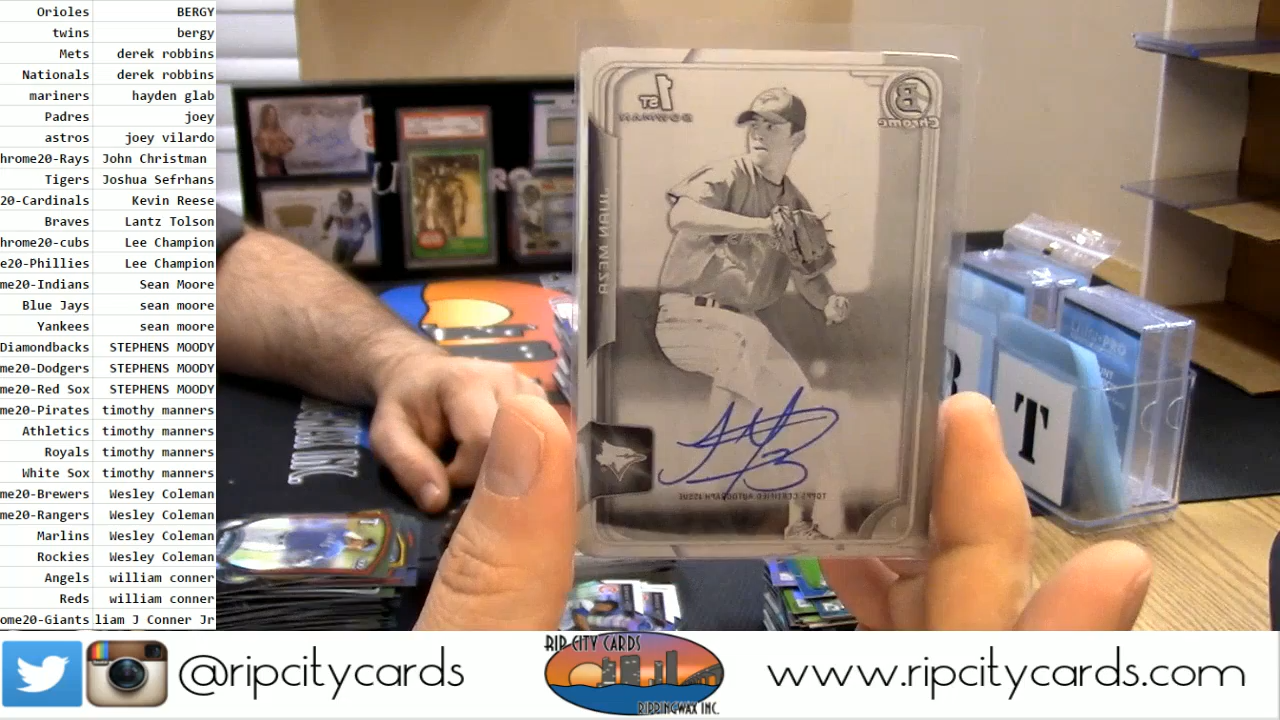 Orioles BERGY
twins bergy
Mets derek robbins
Nationals derek robbins
mariners hayden glab
Padres joey
astros joey vilardo
hrome20-Rays John Christman
Tigers Joshua Sefrhans
20-Cardinals Kevin Reese
Braves Lantz Tolson
hrome20-cubs Lee Champion
e20-Phillies Lee Champion
me20-Indians Sean Moore
Blue Jays sean moore
Yankees sean moore
Diamondbacks STEPHENS MOODY
me20-Dodgers STEPHENS MOODY
me20-Red Sox STEPHENS MOODY
me20-Pirates timothy manners
Athletics timothy manners
Royals timothy manners
White Sox timothy manners
me20-Brewers Wesley Coleman
me20-Rangers Wesley Coleman
Marlins Wesley Coleman
Rockies Wesley Coleman
Angels william conner
Reds william conner
ome20-Giants liam J Conner Jr
1ST
BOWMAN
B
Chrome
JUAN MEZA
TOPPS CERTIFIED AUTOGRAPH ISSUE
T
@ripcitycards
RIP CITY CARDS
RIPPINGWAX INC.
www.ripcitycards.com